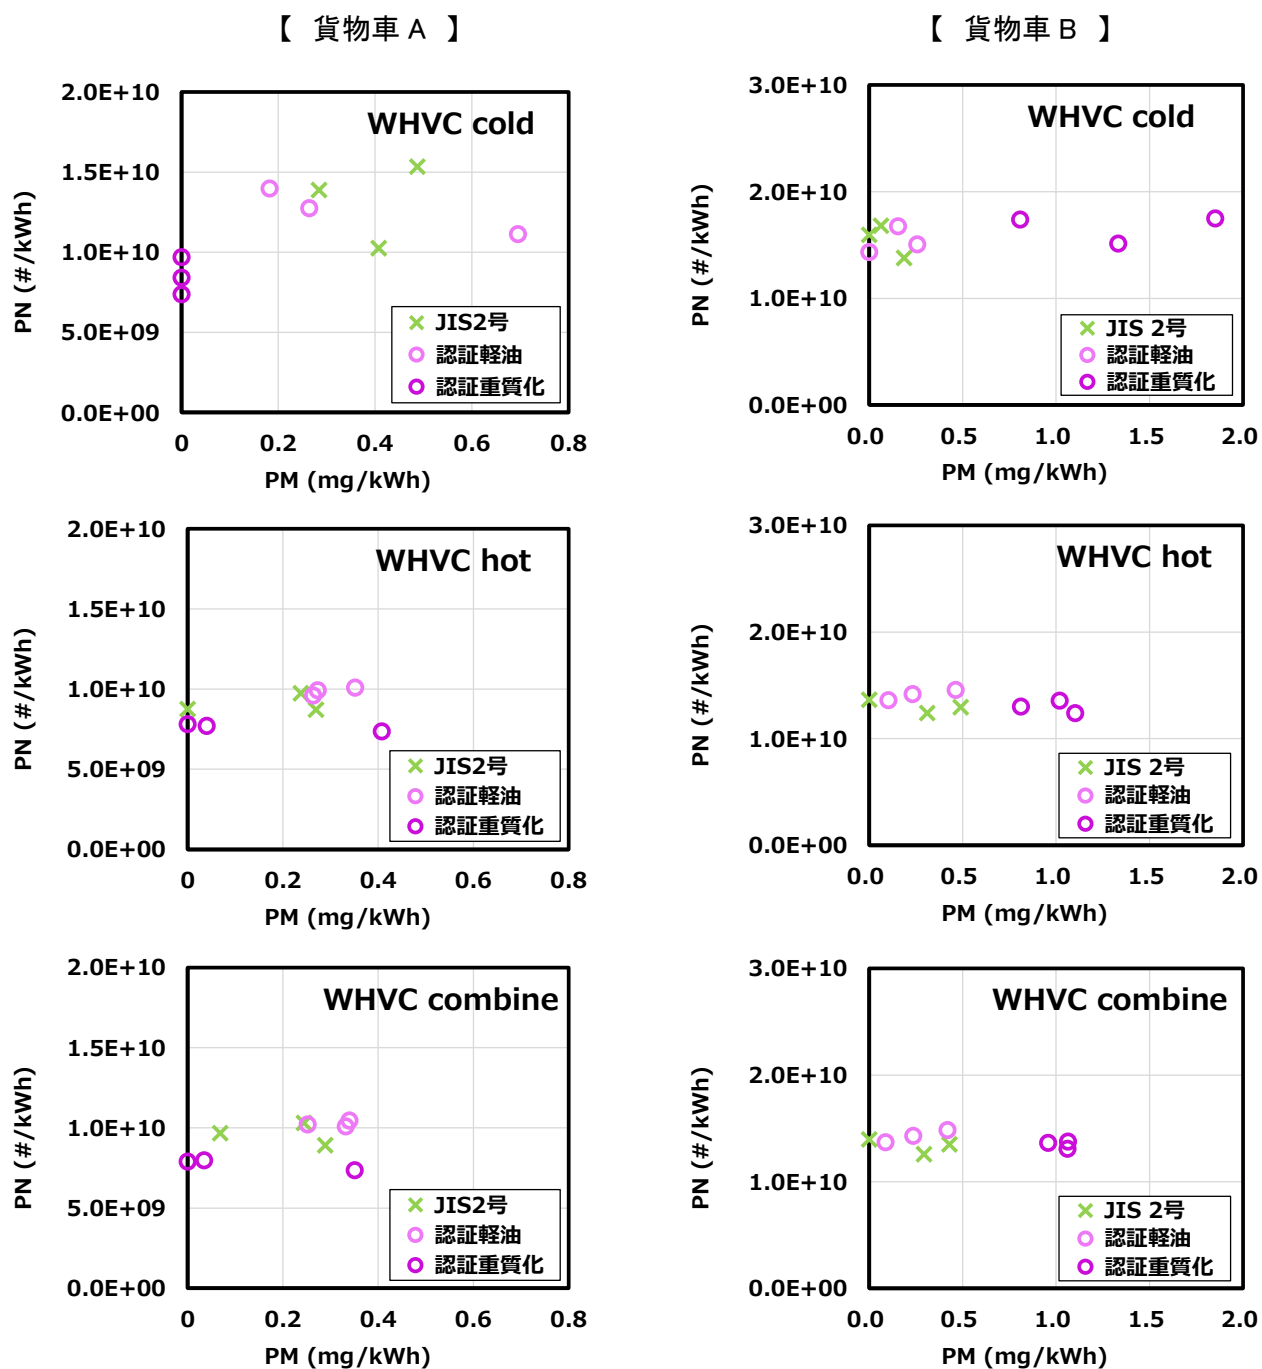 【 貨物車 A 】
【 貨物車 B 】
WHVC cold
PN (#/kWh)
2.0E+10
1.5E+10
1.0E+10
5.0E+09
0.0E+00
JIS2号
認証軽油
認証重質化
0 0.2 0.4 0.6 0.8
PM (mg/kWh)
WHVC cold
PN (#/kWh)
3.0E+10
2.0E+10
1.0E+10
0.0E+00
JIS 2号
認証軽油
認証重質化
0.0 0.5 1.0 1.5 2.0
PM (mg/kWh)
WHVC hot
PN (#/kWh)
2.0E+10
1.5E+10
1.0E+10
5.0E+09
0.0E+00
JIS2号
認証軽油
認証重質化
0 0.2 0.4 0.6 0.8
PM (mg/kWh)
WHVC hot
PN (#/kWh)
3.0E+10
2.0E+10
1.0E+10
0.0E+00
JIS 2号
認証軽油
認証重質化
0.0 0.5 1.0 1.5 2.0
PM (mg/kWh)
WHVC combine
PN (#/kWh)
2.0E+10
1.5E+10
1.0E+10
5.0E+09
0.0E+00
JIS2号
認証軽油
認証重質化
0 0.2 0.4 0.6 0.8
PM (mg/kWh)
WHVC combine
PN (#/kWh)
3.0E+10
2.0E+10
1.0E+10
0.0E+00
JIS 2号
認証軽油
認証重質化
0.0 0.5 1.0 1.5 2.0
PM (mg/kWh)